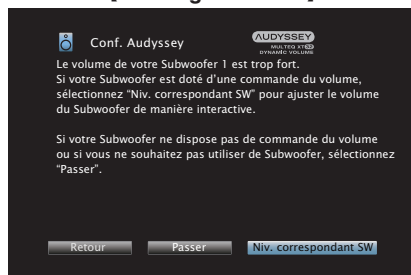 Conf. Audyssey
AUDYSSEY
MULTEQ XT32
DYNAMIC VOLUME
Le volume de votre Subwoofer 1 est trop fort.
Si votre Subwoofer est doté d’une commande du volume,
sélectionnez “Niv. correspondant SW” pour ajuster le volume
du Subwoofer de manière interactive.
Si votre Subwoofer ne dispose pas de commande du volume
ou si vous ne souhaitez pas utiliser de Subwoofer, sélectionnez
“Passer”.
Retour
Passer
Niv. correspondant SW